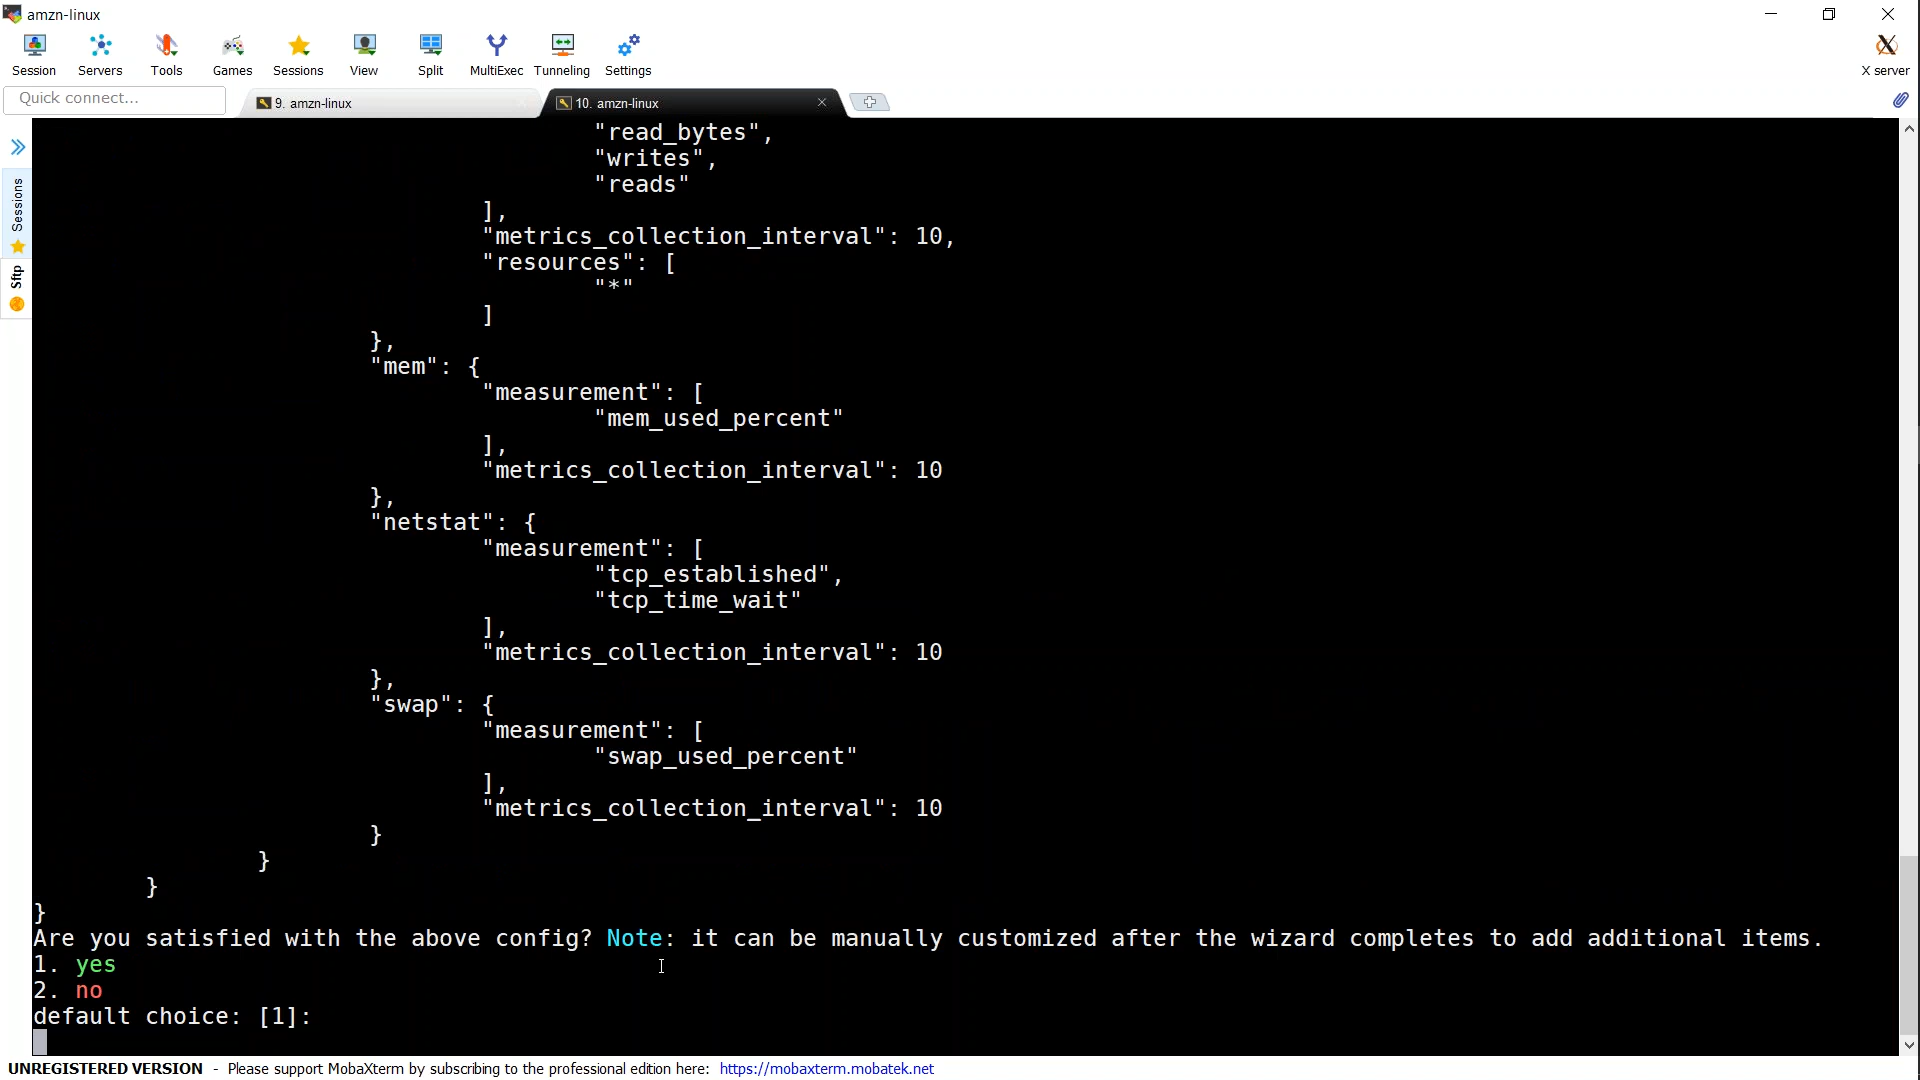 amzn-linux
Session Servers Tools Games Sessions View Split MultiExec Tunneling Settings X server
Quick connect... 9. amzn-linux 10. amzn-linux
Sessions
Sftp
"read_bytes",
"writes",
"reads"
],
"metrics_collection_interval": 10,
"resources": [
"*"
]
},
"mem": {
"measurement": [
"mem_used_percent"
],
"metrics_collection_interval": 10
},
"netstat": {
"measurement": [
"tcp_established",
"tcp_time_wait"
],
"metrics_collection_interval": 10
},
"swap": {
"measurement": [
"swap_used_percent"
],
"metrics_collection_interval": 10
}
}
}
}
Are you satisfied with the above config? Note: it can be manually customized after the wizard completes to add additional items.
1. yes
2. no
default choice: [1]:
UNREGISTERED VERSION - Please support MobaXterm by subscribing to the professional edition here: https://mobaxterm.mobatek.net